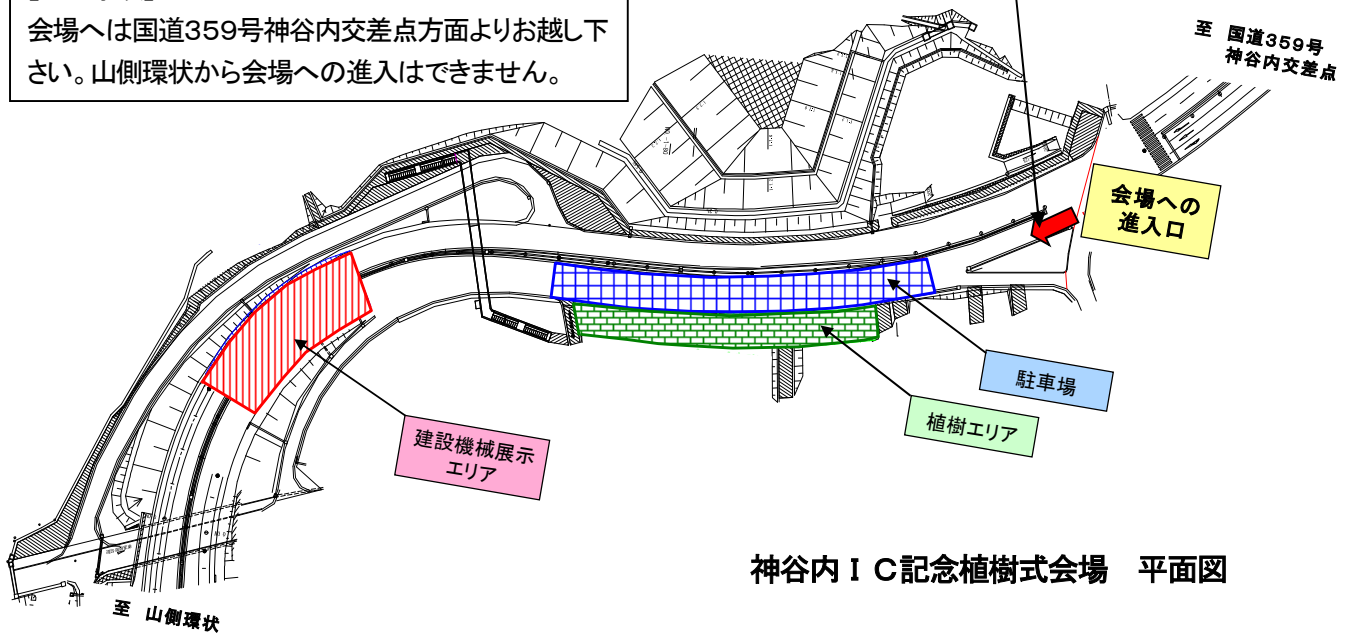 会場へは国道359号神谷内交差点方面よりお越し下
さい。山側環状から会場への進入はできません。
至 国道359号
神谷内交差点
会場への
進入口
駐車場
植樹エリア
建設機械展示
エリア
神谷内ＩＣ記念植樹式会場　平面図
至 山側環状